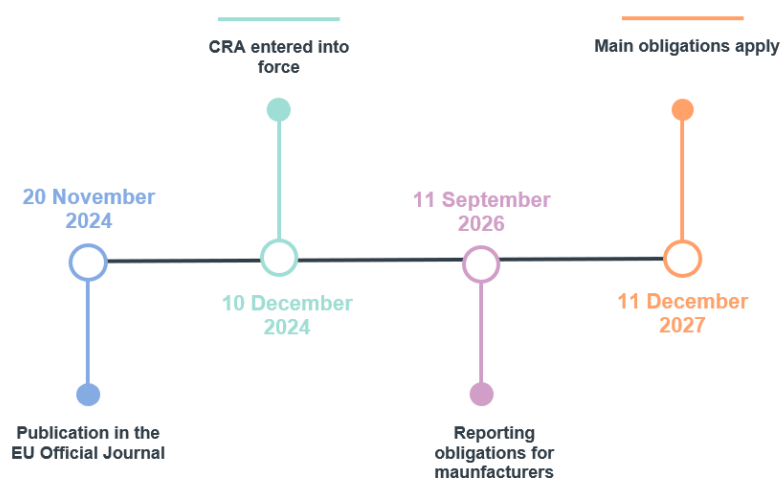 CRA entered into
force
Main obligations apply
20 November
2024
11 September
2026
10 December
2024
11 December
2027
Publication in the
EU Official Journal
Reporting
obligations for
maunfacturers